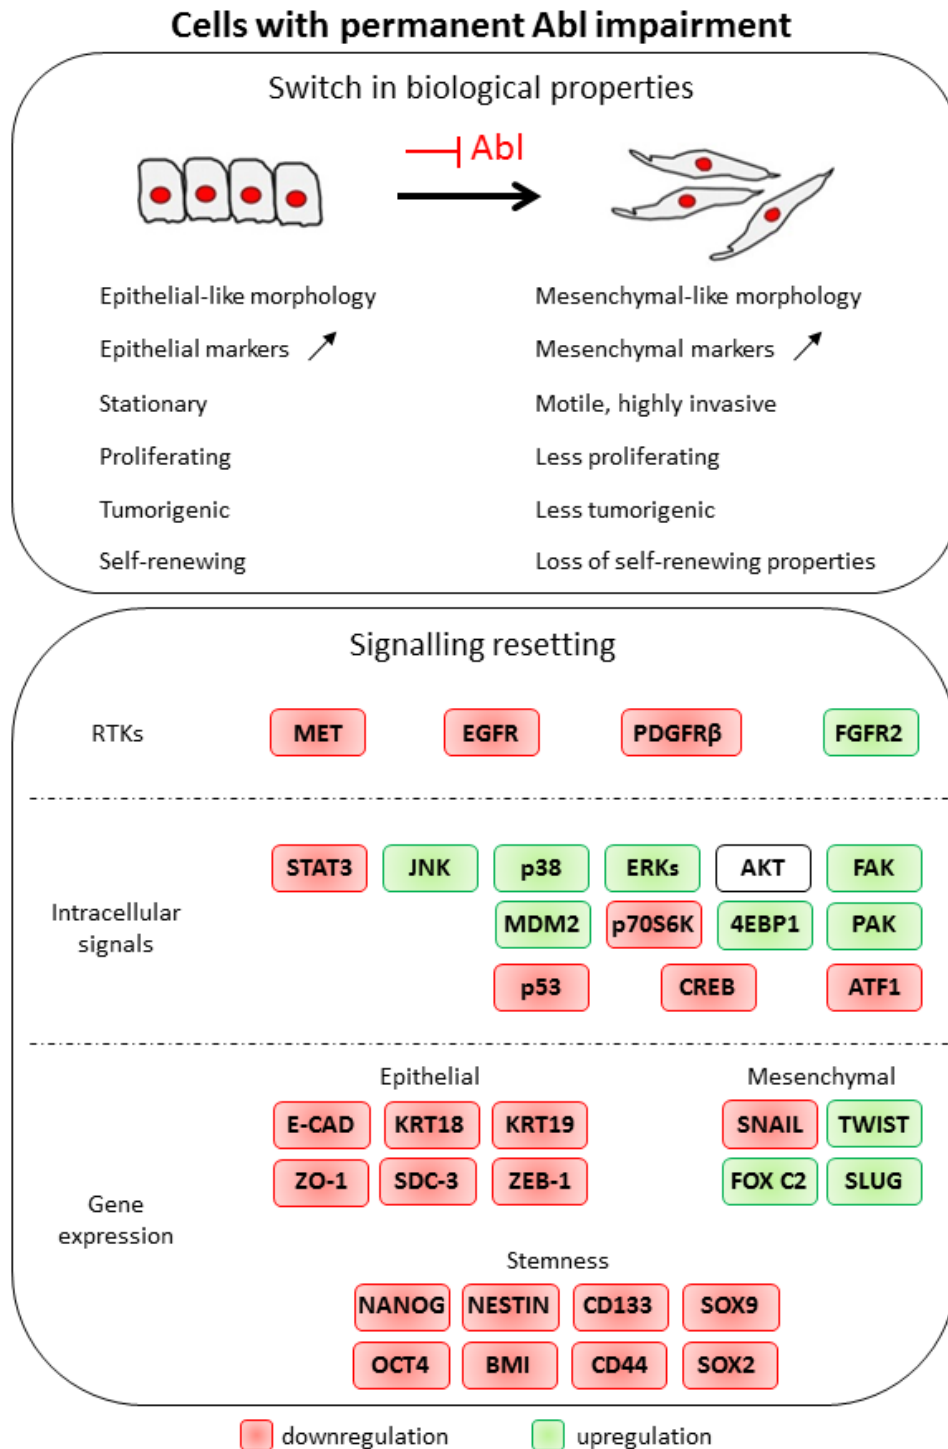 Cells with permanent Abl impairment
Switch in biological properties
Abl
Epithelial-like morphology Mesenchymal-like morphology
Epithelial markers Mesenchymal markers
Stationary Motile, highly invasive
Proliferating Less proliferating
Tumorigenic Less tumorigenic
Self-renewing Loss of self-renewing properties
Signalling resetting
RTKs MET EGFR PDGFRβ FGFR2
Intracellular signals
STAT3 JNK p38 ERKs AKT FAK
MDM2 p70S6K 4EBP1 PAK
p53 CREB ATF1
Gene expression
Epithelial Mesenchymal
E-CAD KRT18 KRT19 SNAIL TWIST
ZO-1 SDC-3 ZEB-1 FOX C2 SLUG
Stemness
NANOG NESTIN CD133 SOX9
OCT4 BMI CD44 SOX2
downregulation upregulation